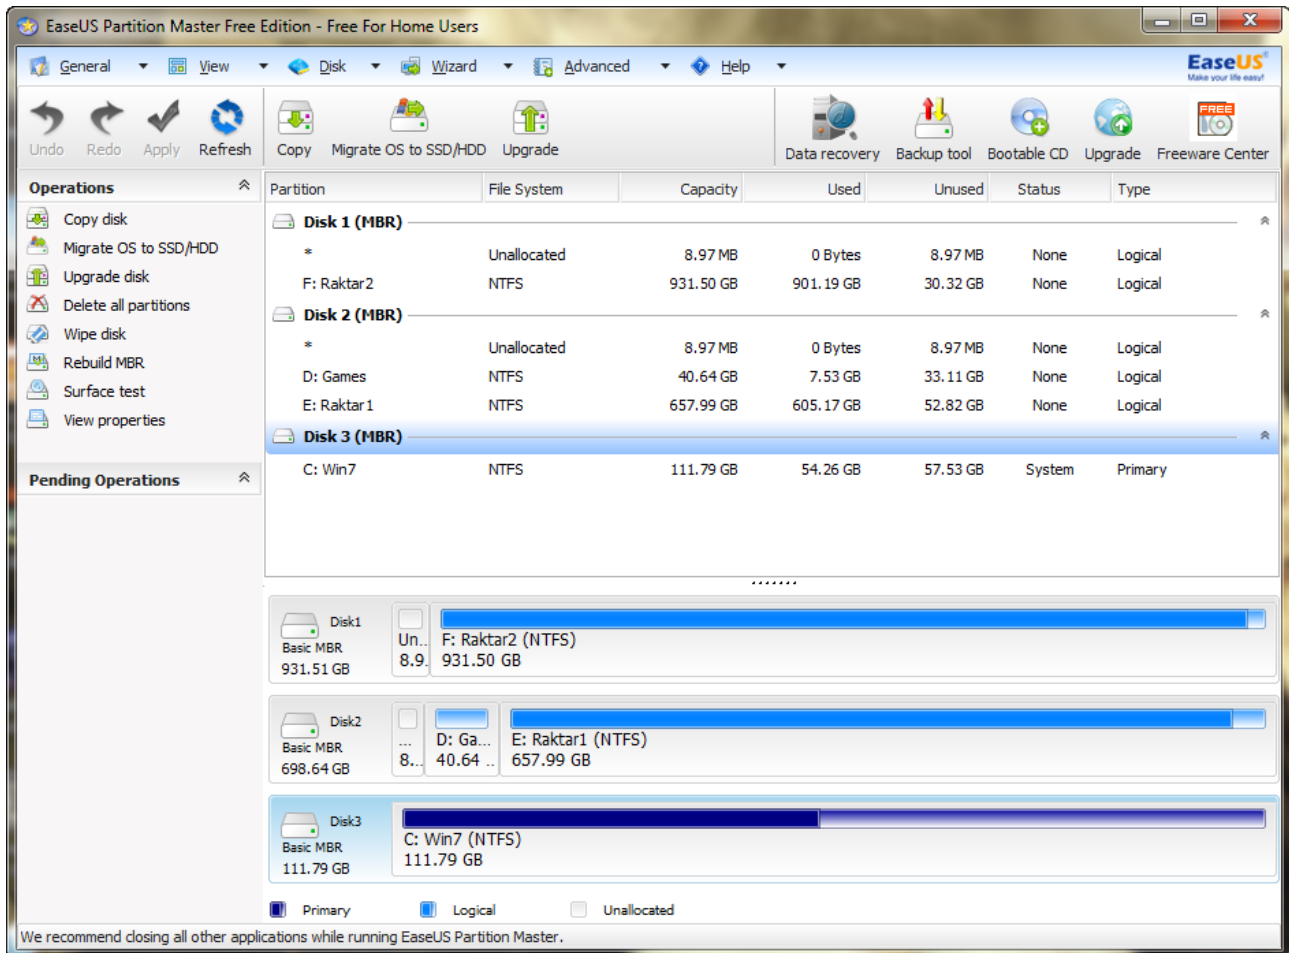 EaseUS Partition Master Free Edition - Free For Home Users
General View Disk Wizard Advanced Help
EaseUS®
Make your life easy!
Undo Redo Apply Refresh Copy Migrate OS to SSD/HDD Upgrade Data recovery Backup tool Bootable CD Upgrade FREE Freeware Center
Operations
Copy disk
Migrate OS to SSD/HDD
Upgrade disk
Delete all partitions
Wipe disk
Rebuild MBR
Surface test
View properties
Pending Operations
Partition File System Capacity Used Unused Status Type
Disk 1 (MBR)
* Unallocated 8.97 MB 0 Bytes 8.97 MB None Logical
F: Raktar2 NTFS 931.50 GB 901.19 GB 30.32 GB None Logical
Disk 2 (MBR)
* Unallocated 8.97 MB 0 Bytes 8.97 MB None Logical
D: Games NTFS 40.64 GB 7.53 GB 33.11 GB None Logical
E: Raktar1 NTFS 657.99 GB 605.17 GB 52.82 GB None Logical
Disk 3 (MBR)
C: Win7 NTFS 111.79 GB 54.26 GB 57.53 GB System Primary
Disk1
Basic MBR
931.51 GB
Un..
8.9.
F: Raktar2 (NTFS)
931.50 GB
Disk2
Basic MBR
698.64 GB
...
8...
D: Ga...
40.64 ..
E: Raktar1 (NTFS)
657.99 GB
Disk3
Basic MBR
111.79 GB
C: Win7 (NTFS)
111.79 GB
Primary Logical Unallocated
We recommend closing all other applications while running EaseUS Partition Master.